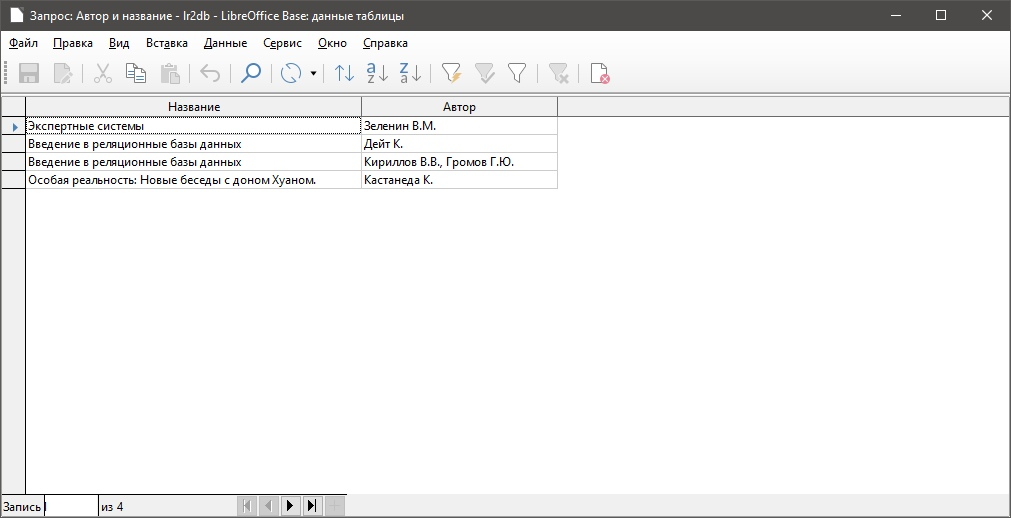 Запрос: Автор и название - lr2db - LibreOffice Base: данные таблицы
Файл Правка Вид Вставка Данные Сервис Окно Справка
Название Автор
Экспертные системы Зеленин В.М.
Введение в реляционные базы данных Дейт К.
Введение в реляционные базы данных Кириллов В.В., Громов Г.Ю.
Особая реальность: Новые беседы с доном Хуаном. Кастанеда К.
Запись из 4